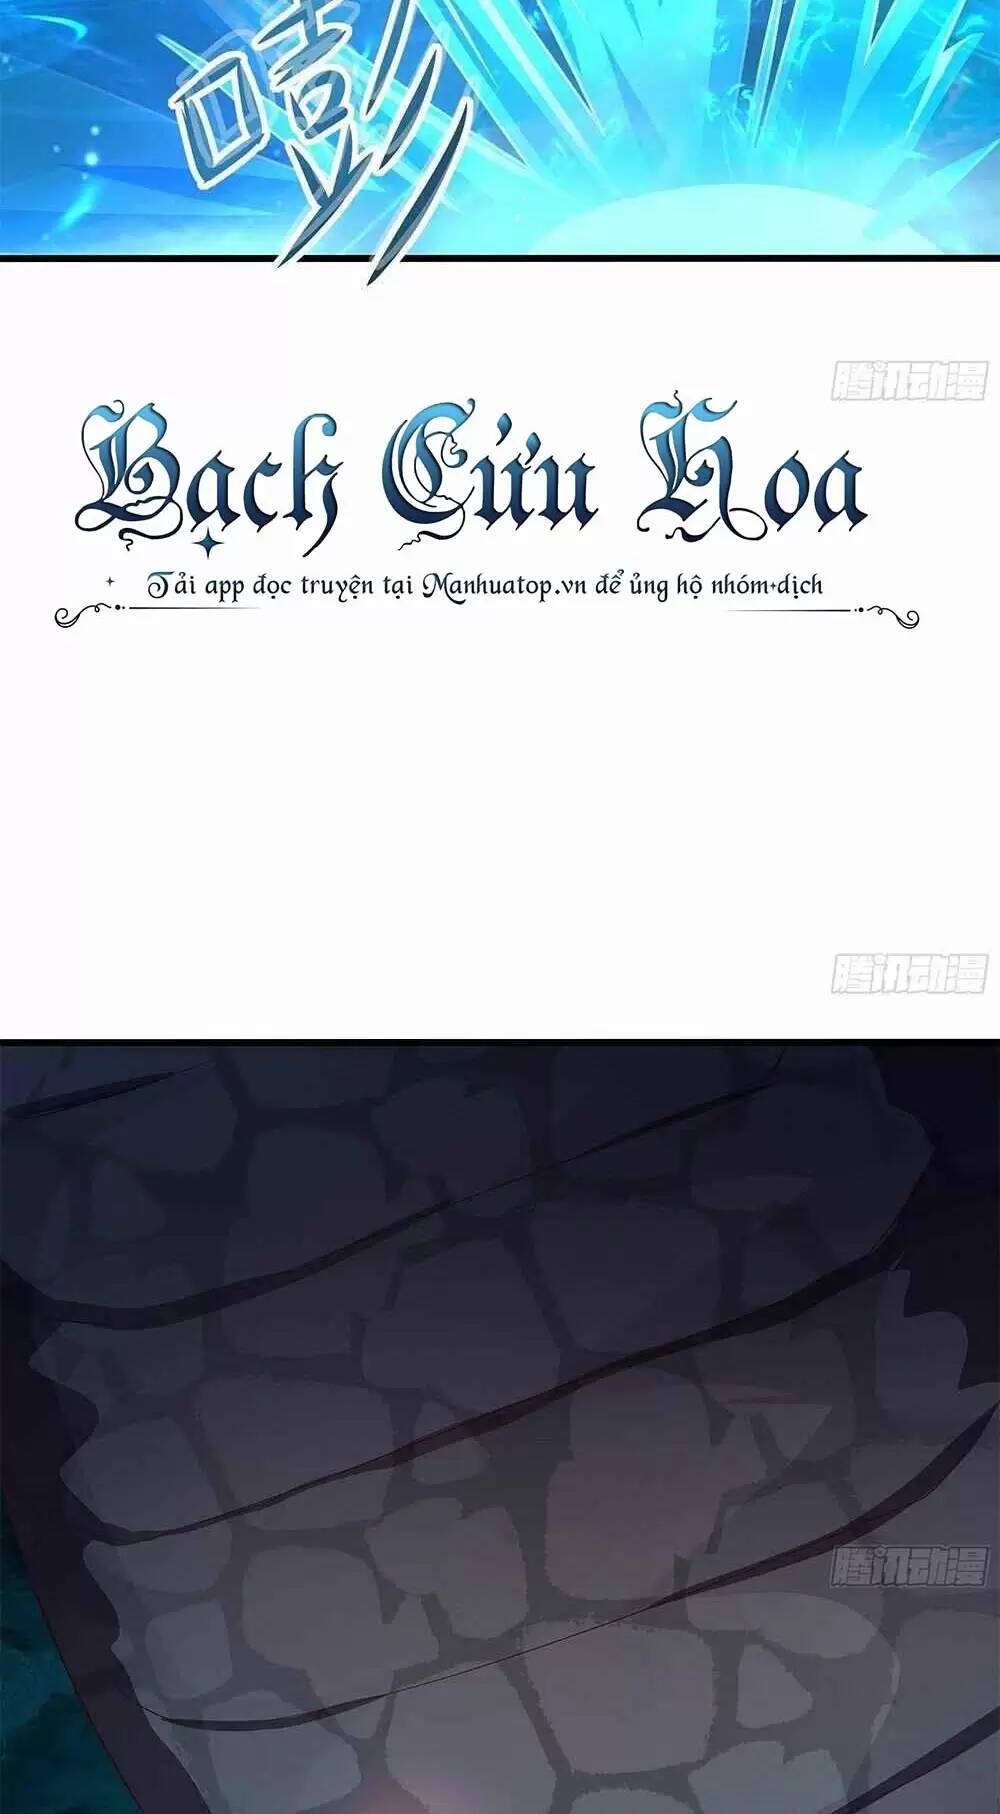 嘭
腾讯动漫
Bạch Cửu Hoa
Tải app đọc truyện tại Manhuatop.vn để ủng hộ nhóm dịch
腾讯动漫
腾讯动漫